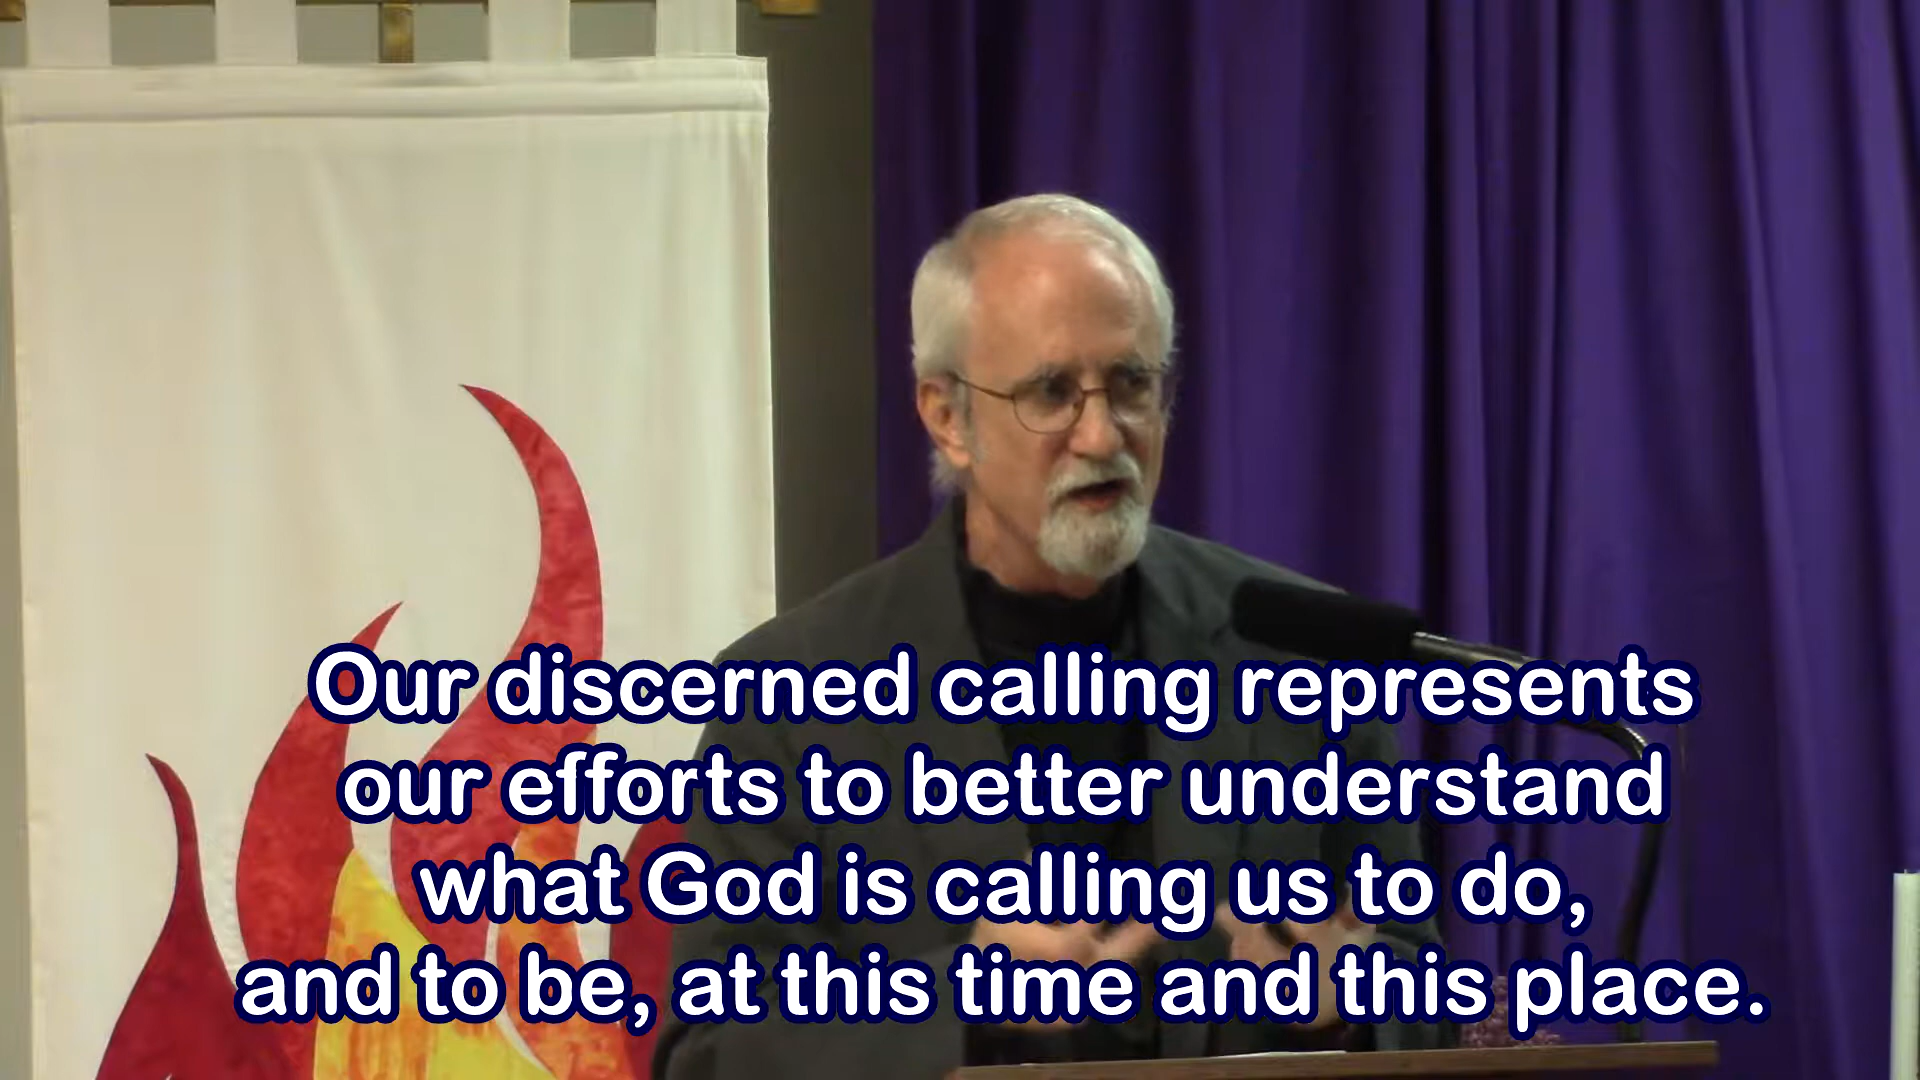 Our discerned calling represents
our efforts to better understand
what God is calling us to do,
and to be, at this time and this place.